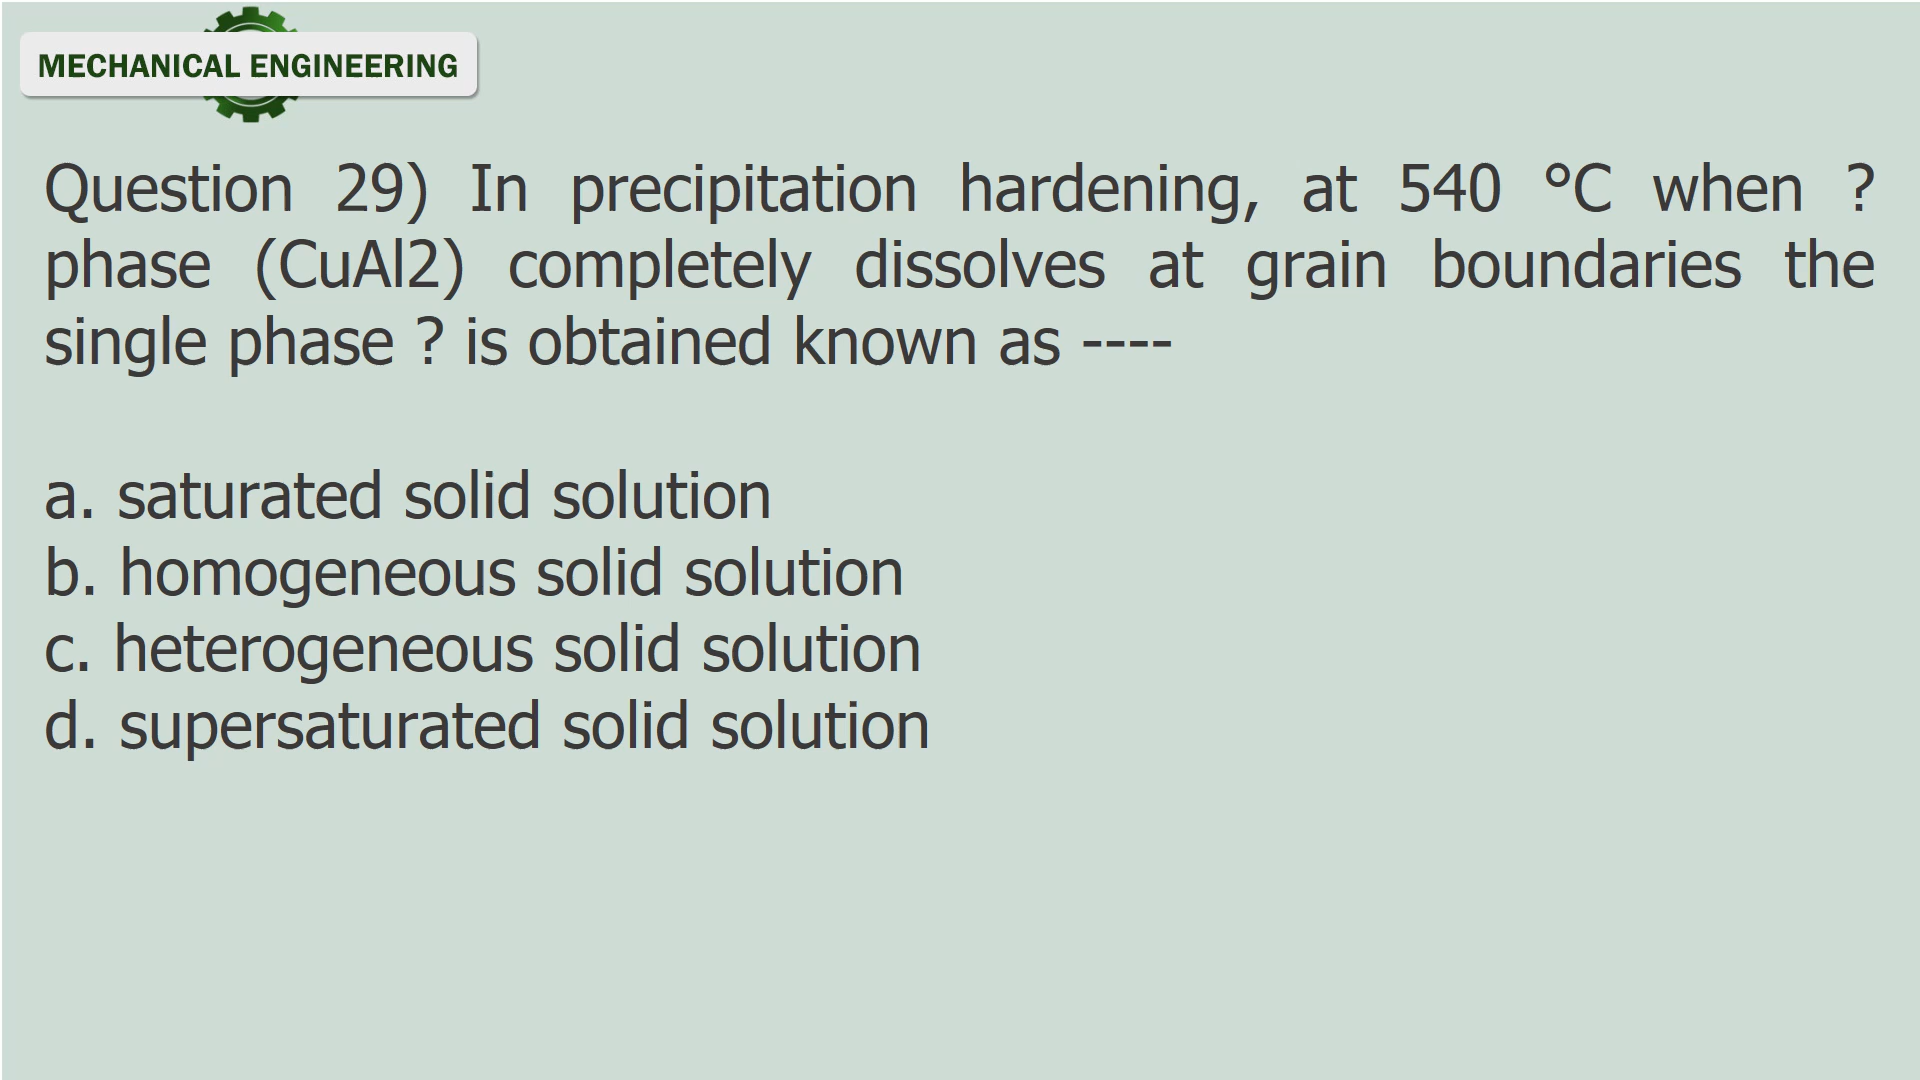 MECHANICAL ENGINEERING
Question 29) In precipitation hardening, at 540 °C when ?
phase (CuAl2) completely dissolves at grain boundaries the
single phase ? is obtained known as ----
a. saturated solid solution
b. homogeneous solid solution
c. heterogeneous solid solution
d. supersaturated solid solution